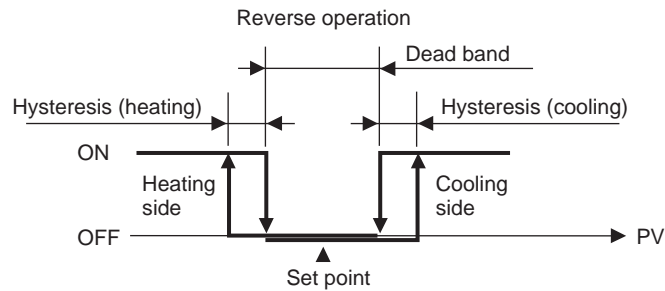 Reverse operation
Dead band
Hysteresis (heating)
Hysteresis (cooling)
ON
Heating
side
Cooling
side
OFF
PV
Set point